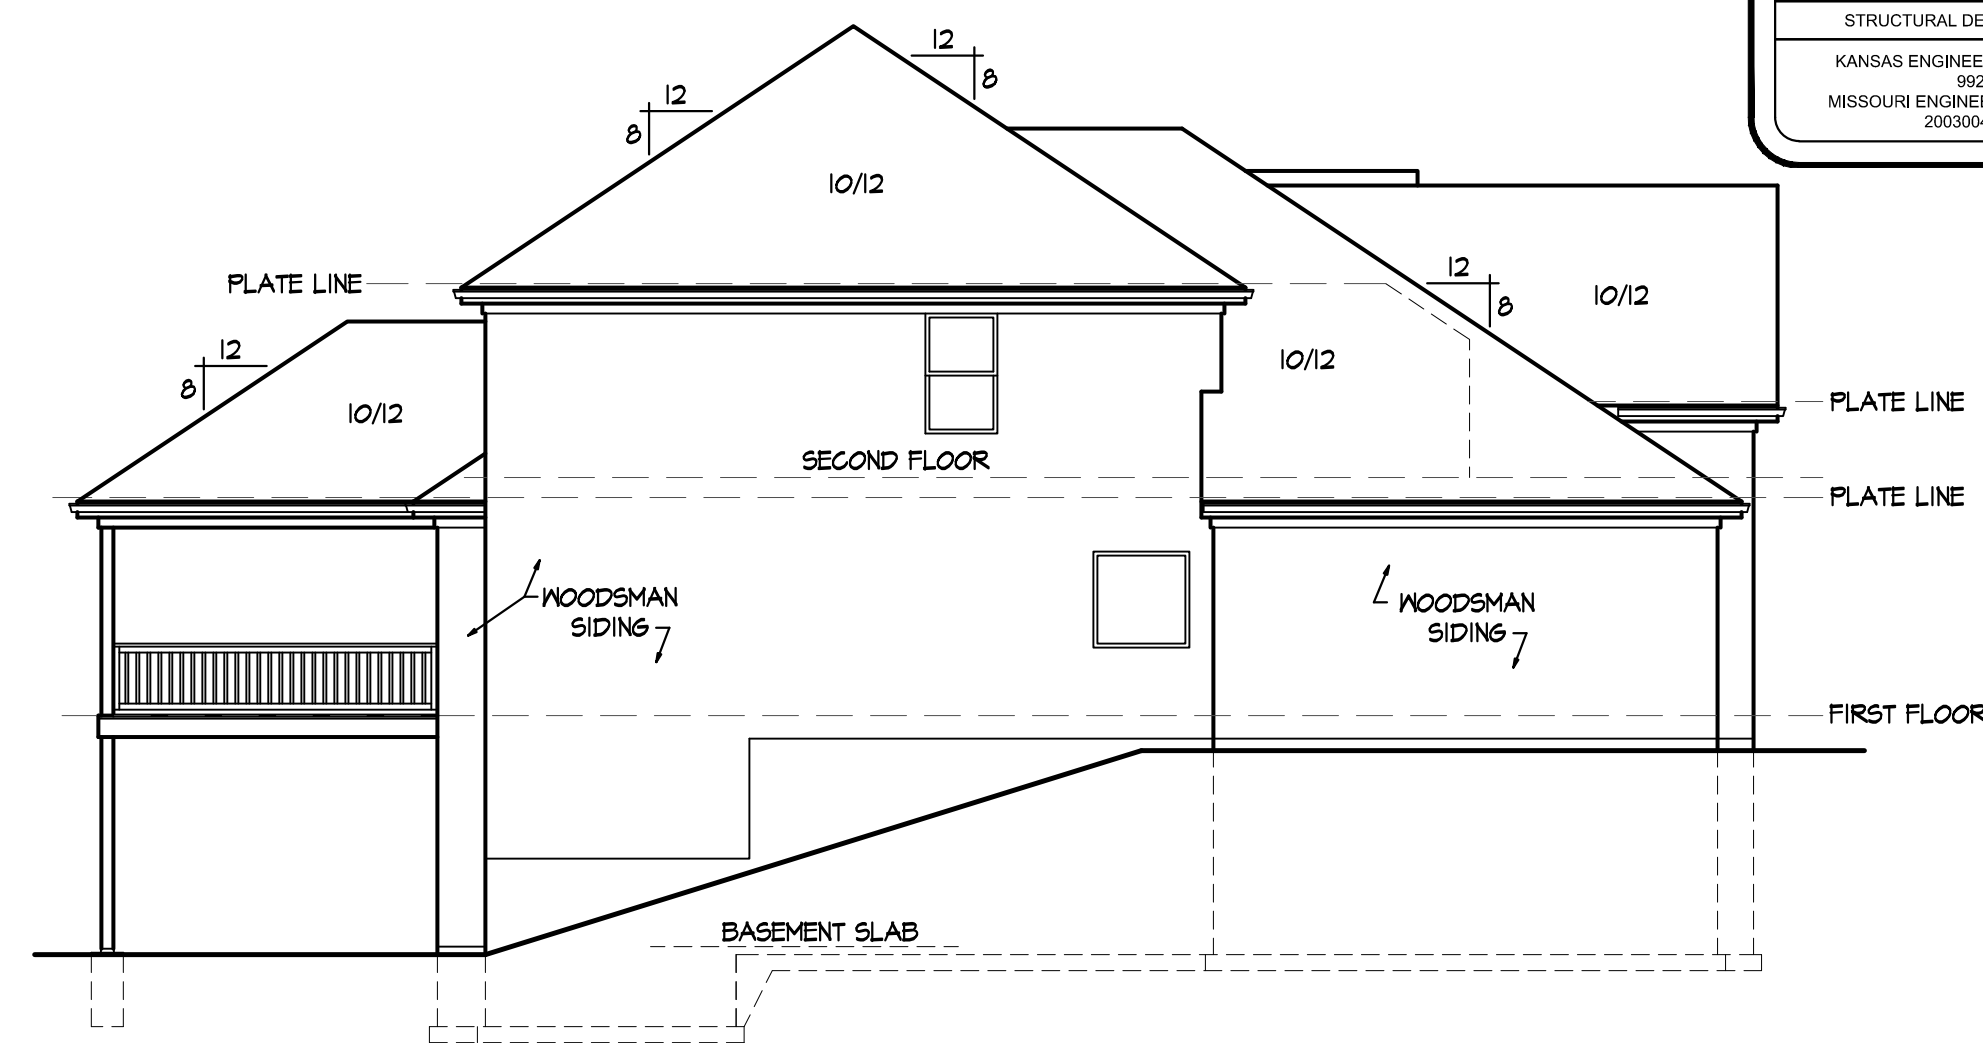 STRUCTURAL DE
KANSAS ENGINEE
992
MISSOURI ENGINEE
2003004
12
8
12
8
10/12
PLATE LINE
12
8
10/12
12
8
10/12
10/12
PLATE LINE
SECOND FLOOR
PLATE LINE
WOODSMAN
SIDING
WOODSMAN
SIDING
FIRST FLOOR
BASEMENT SLAB